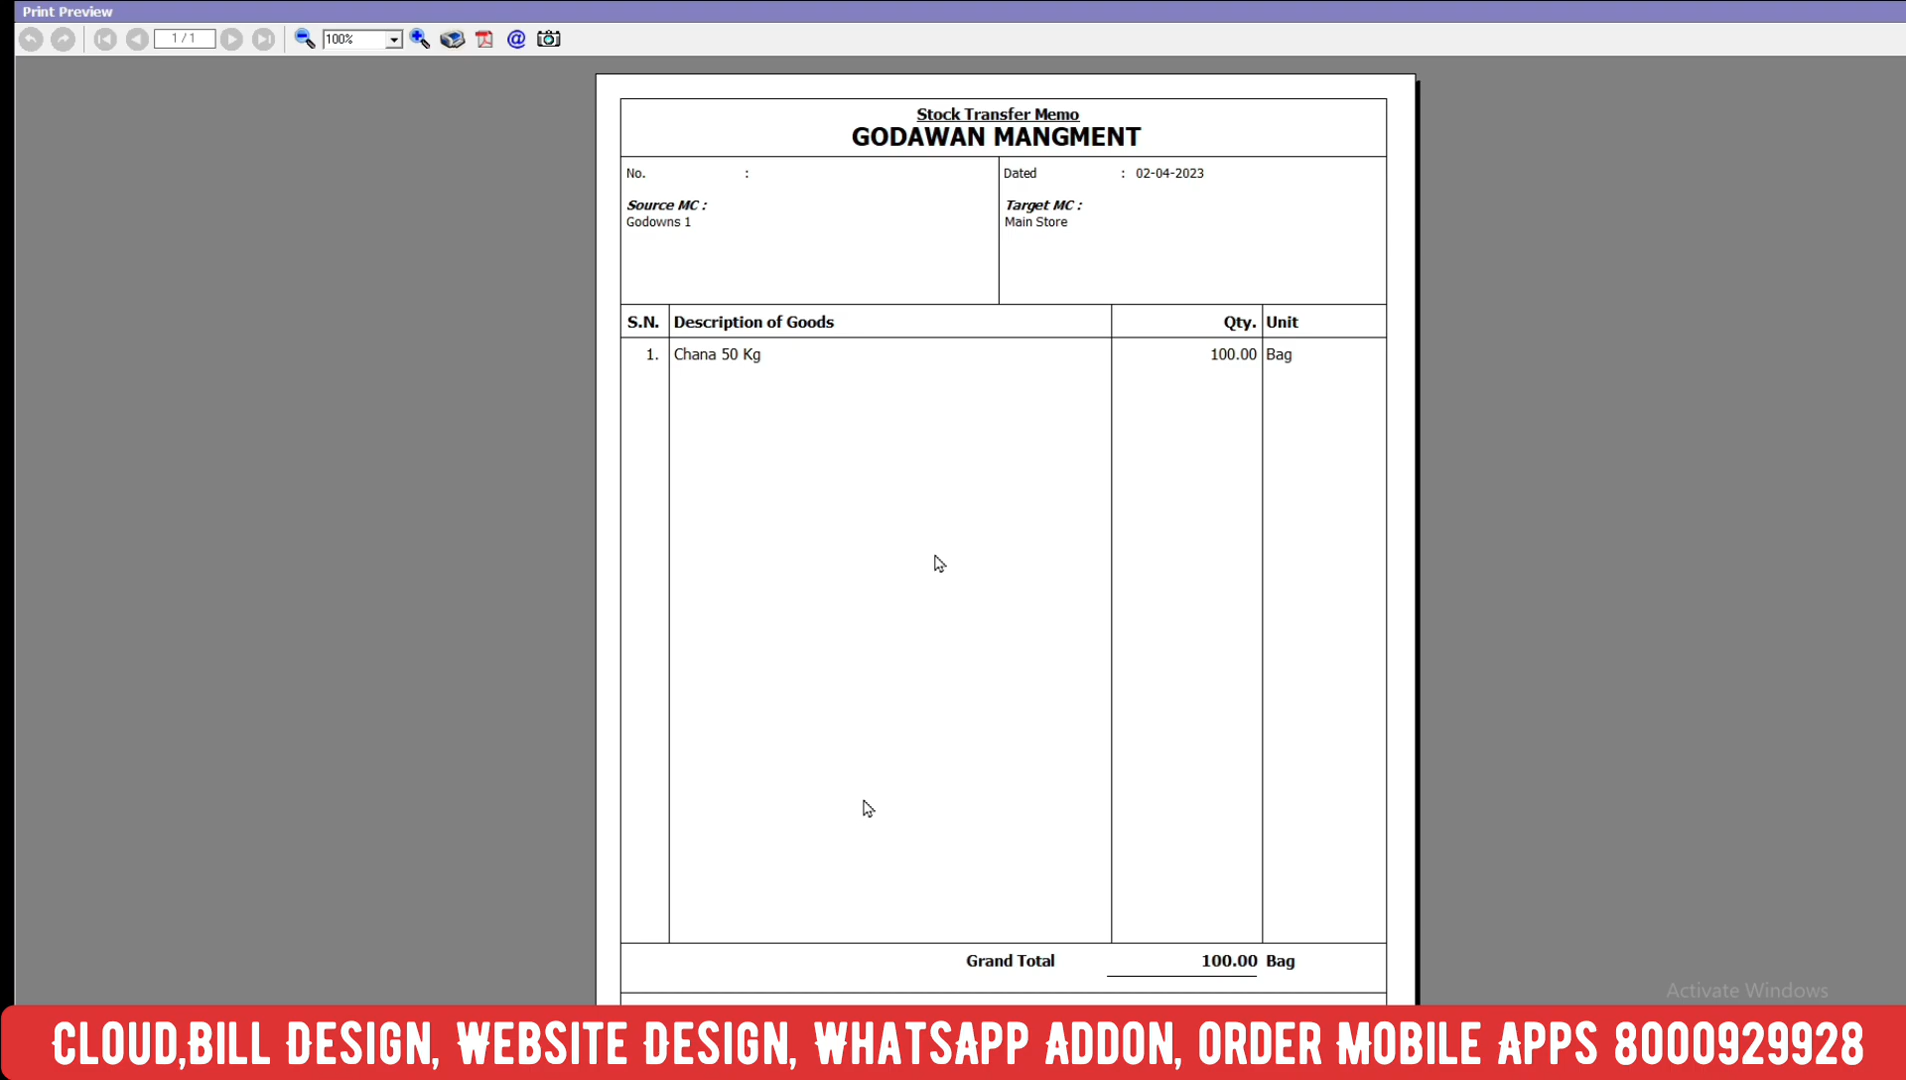 Print Preview
1 / 1
100%
Stock Transfer Memo
GODAWAN MANGMENT
No. :
Dated : 02-04-2023
Source MC :
Godowns 1
Target MC :
Main Store
S.N. Description of Goods Qty. Unit
1. Chana 50 Kg 100.00 Bag
Grand Total 100.00 Bag
Activate Windows
CLOUD,BILL DESIGN, WEBSITE DESIGN, WHATSAPP ADDON, ORDER MOBILE APPS 8000929928